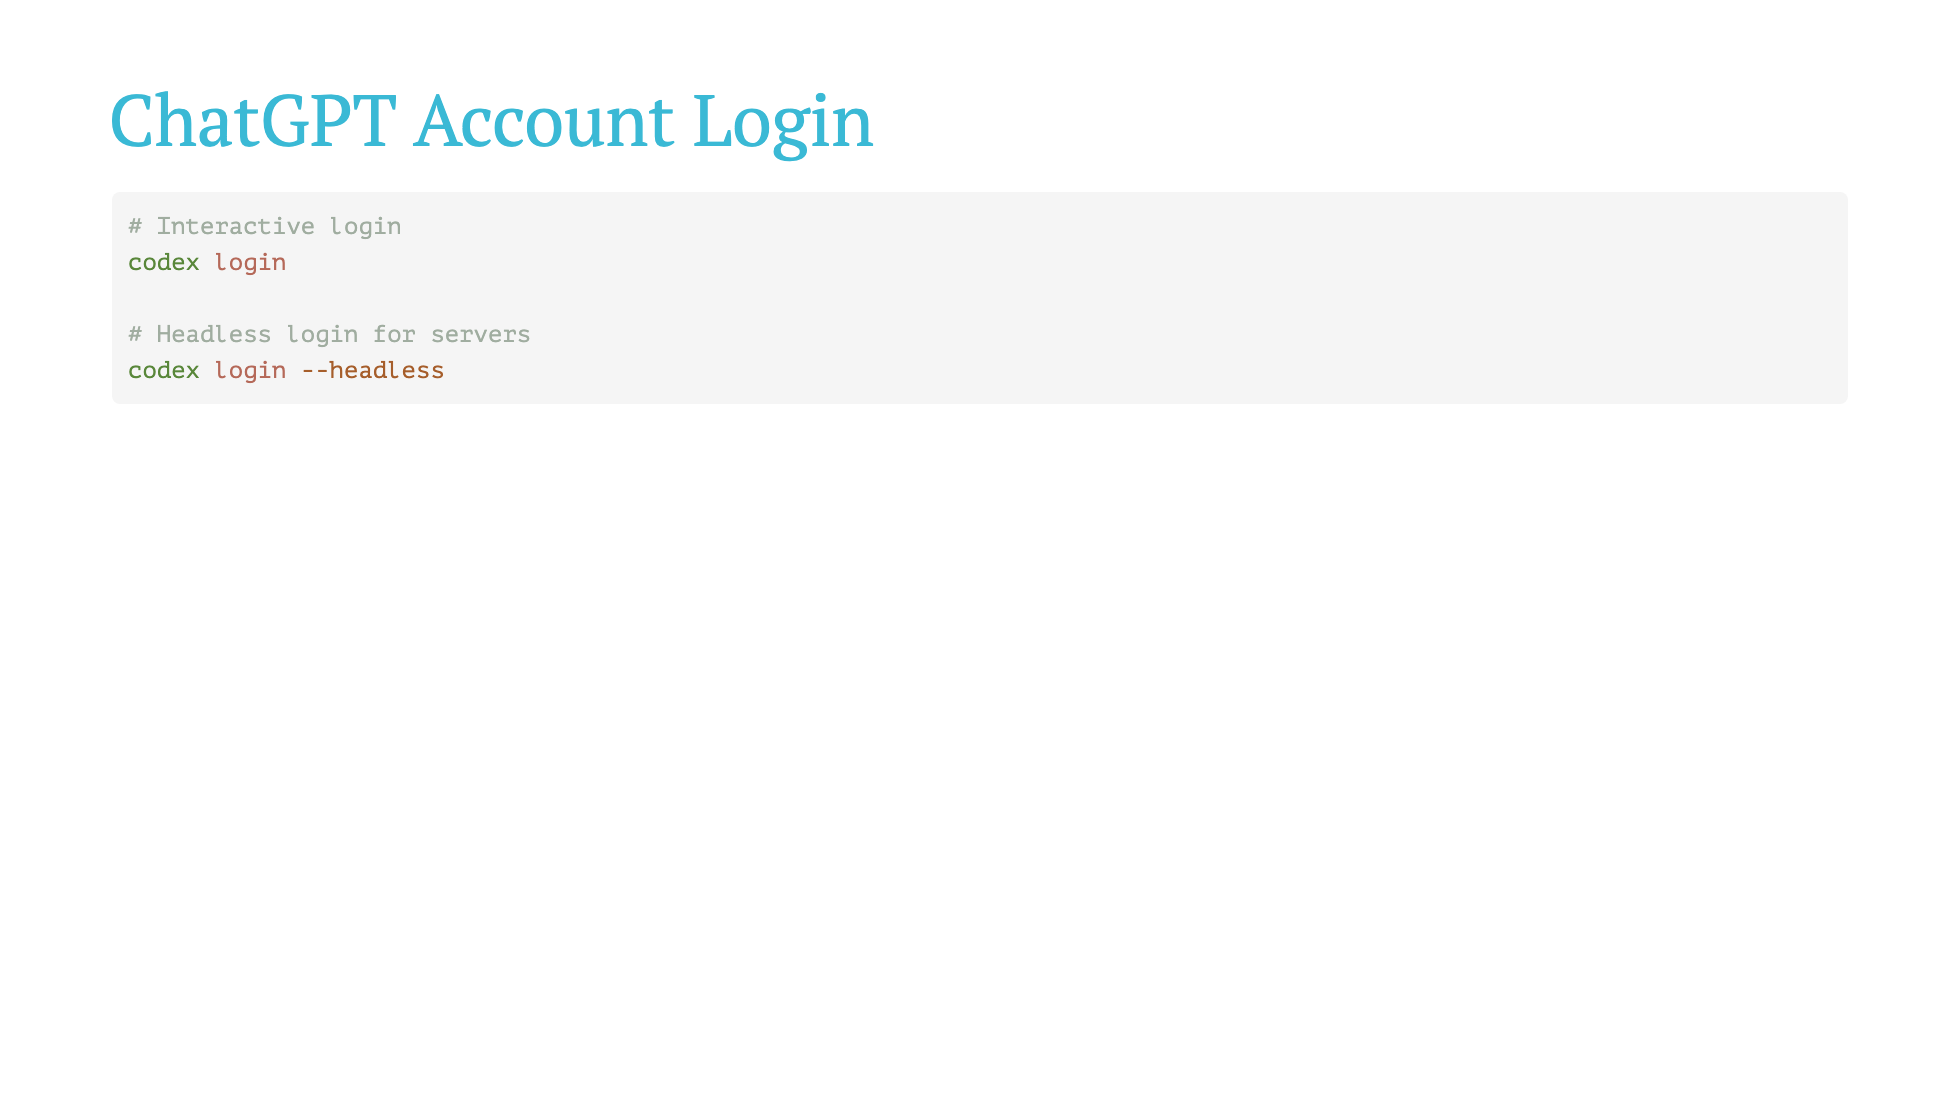 ChatGPT Account Login
# Interactive login
codex login
# Headless login for servers
codex login --headless